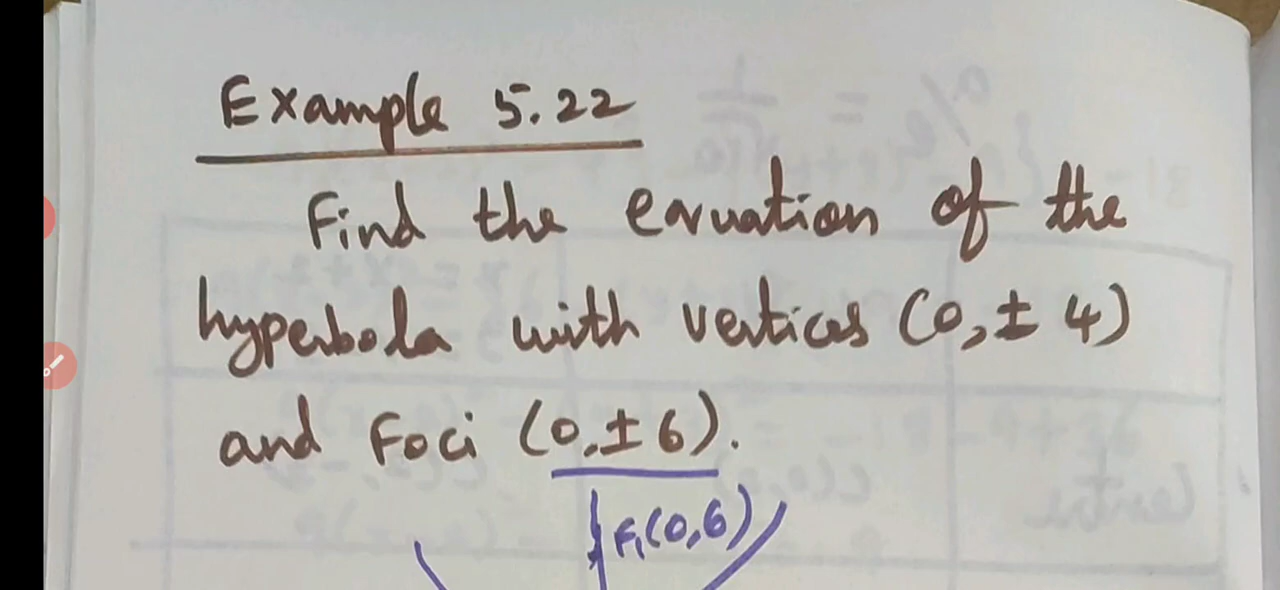 Example 5.22
Find the equation of the
hyperbola with vertices (0, ± 4)
and Foci (0, ± 6).
F₁(0,6)